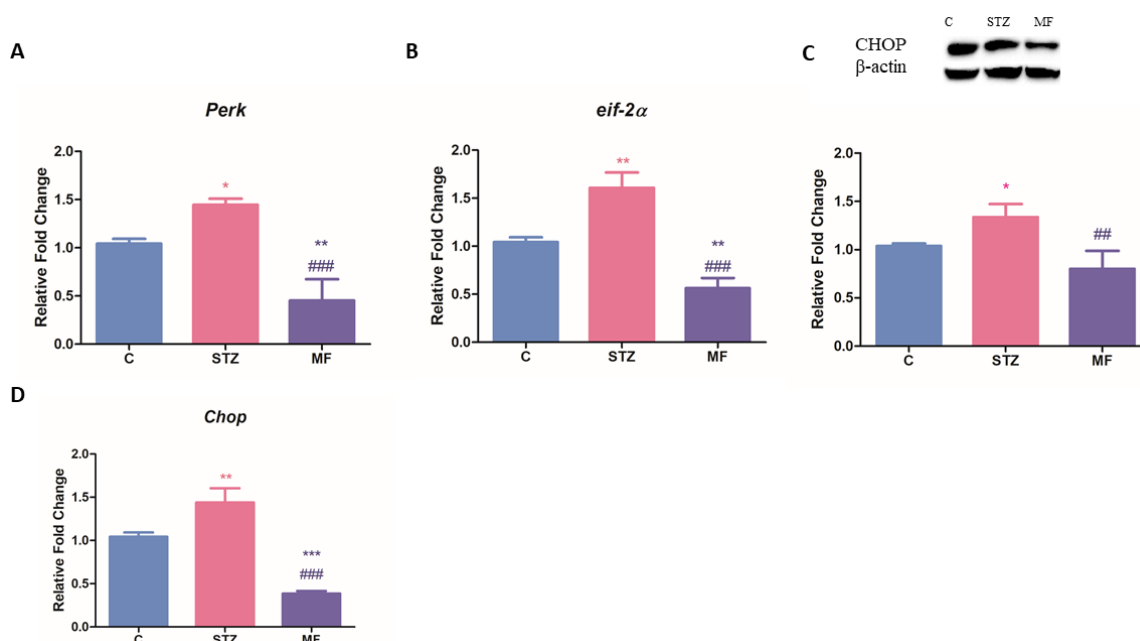 A
Perk
Relative Fold Change
2.0
1.5
1.0
0.5
0.0
*
**
###
C STZ MF
B
eif-2α
Relative Fold Change
2.0
1.5
1.0
0.5
0.0
**
**
###
C STZ MF
C
C STZ MF
CHOP
β-actin
Relative Fold Change
2.0
1.5
1.0
0.5
0.0
*
##
C STZ MF
D
Chop
Relative Fold Change
2.0
1.5
1.0
0.5
0.0
**
***
###
C STZ MF